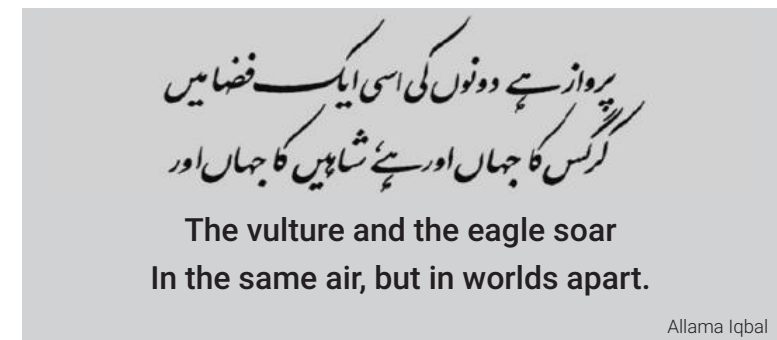 پرواز ہے دونوں کی اسی ایک فضا میں
کرگس کا جہاں اور ہے شاہیں کا جہاں اور
The vulture and the eagle soar
In the same air, but in worlds apart.
Allama Iqbal